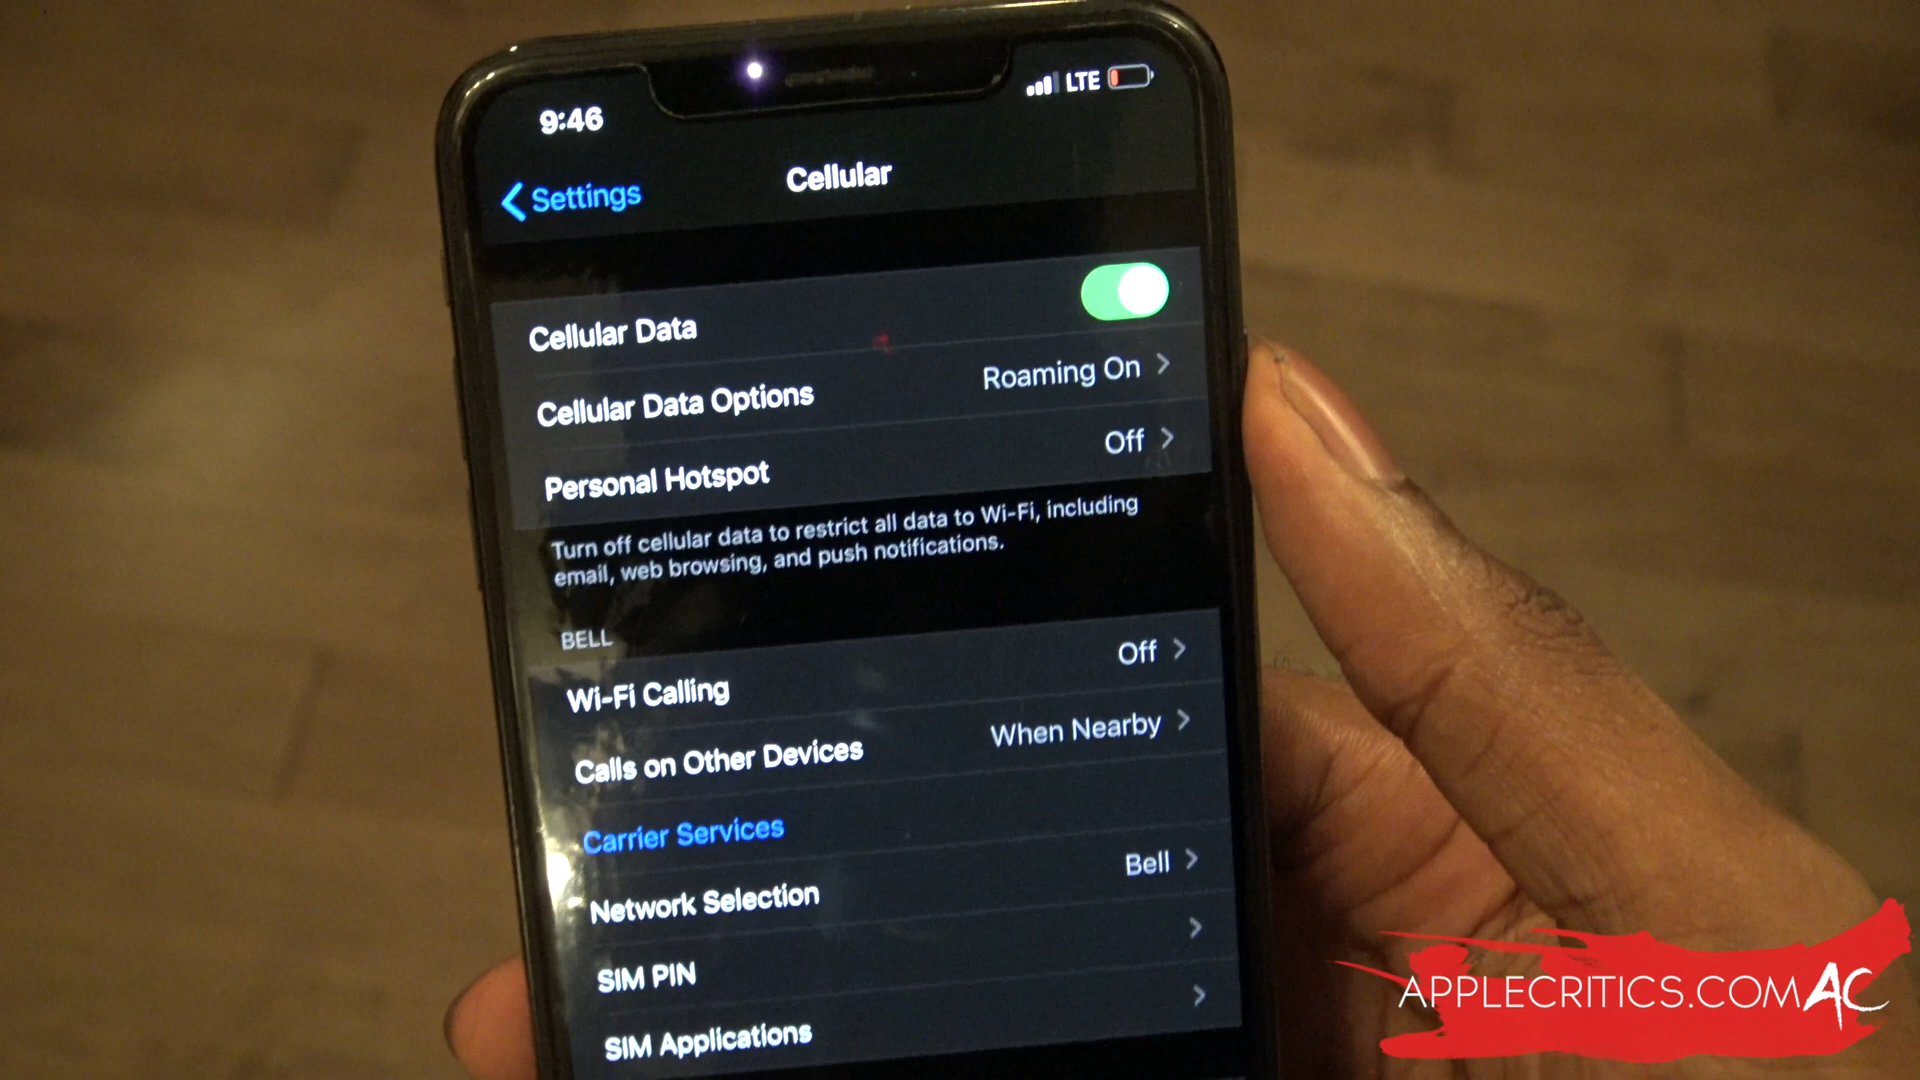 9:46
LTE
Settings
Cellular
Cellular Data
Cellular Data Options Roaming On
Personal Hotspot Off
Turn off cellular data to restrict all data to Wi-Fi, including
email, web browsing, and push notifications.
BELL
Wi-Fi Calling Off
Calls on Other Devices When Nearby
Carrier Services
Network Selection Bell
SIM PIN
SIM Applications
APPLECRITICS.COM AC